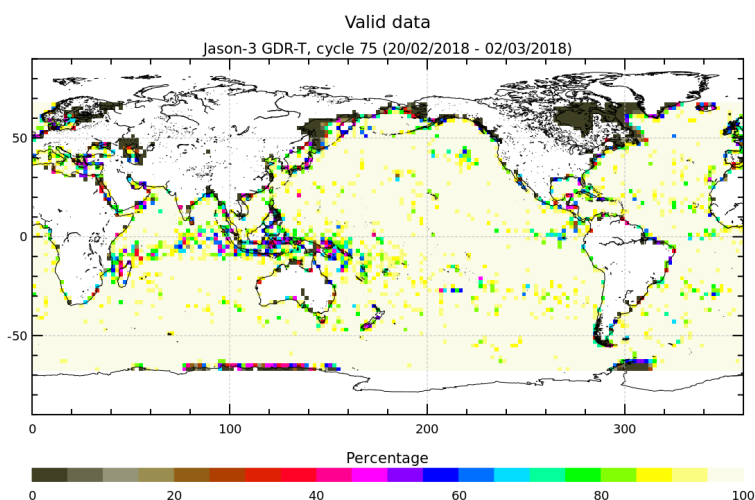 Valid data
Jason-3 GDR-T, cycle 75 (20/02/2018 - 02/03/2018)
50
0
-50
0 100 200 300
Percentage
0 20 40 60 80 100